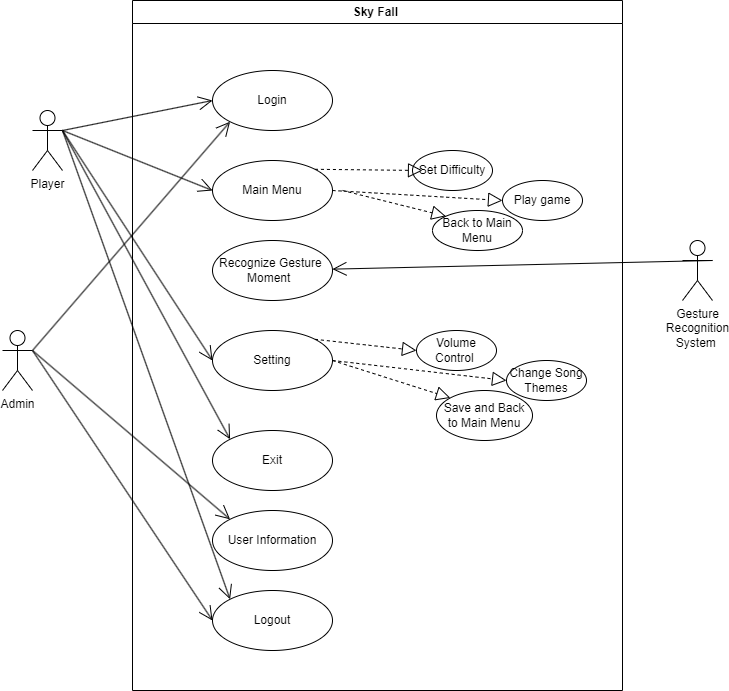 Sky Fall
Login
Player
Main Menu
Set Difficulty
Play game
Back to Main
Menu
Recognize Gesture
Moment
Gesture
Recognition
System
Setting
Volume
Control
Change Song
Themes
Save and Back
to Main Menu
Admin
Exit
User Information
Logout